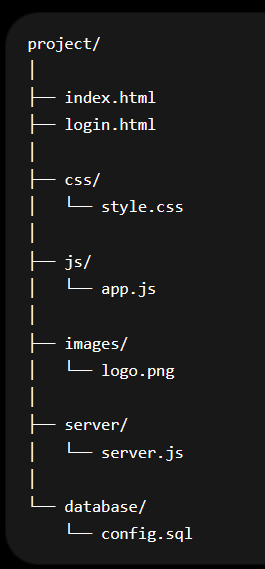 project/
│
├── index.html
├── login.html
│
├── css/
│   └── style.css
│
├── js/
│   └── app.js
│
├── images/
│   └── logo.png
│
├── server/
│   └── server.js
│
└── database/
    └── config.sql